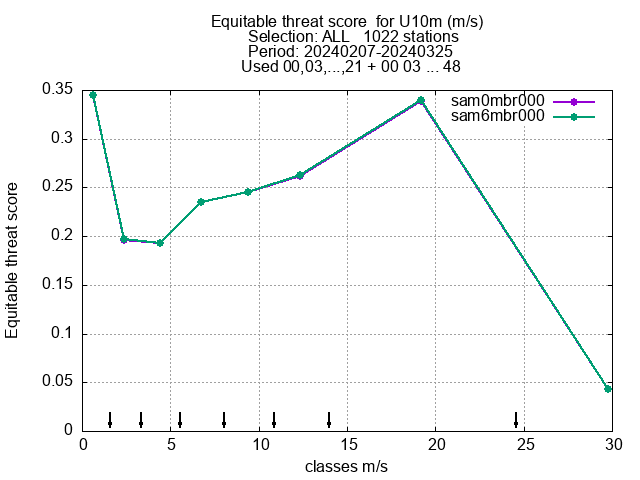 Equitable threat score  for U10m (m/s)
Selection: ALL   1022 stations
Period: 20240207-20240325
Used 00,03,...,21 + 00 03 ... 48
sam0mbr000
sam6mbr000
0.35
0.3
0.25
0.2
0.15
0.1
0.05
0
Equitable threat score
0 5 10 15 20 25 30
classes m/s